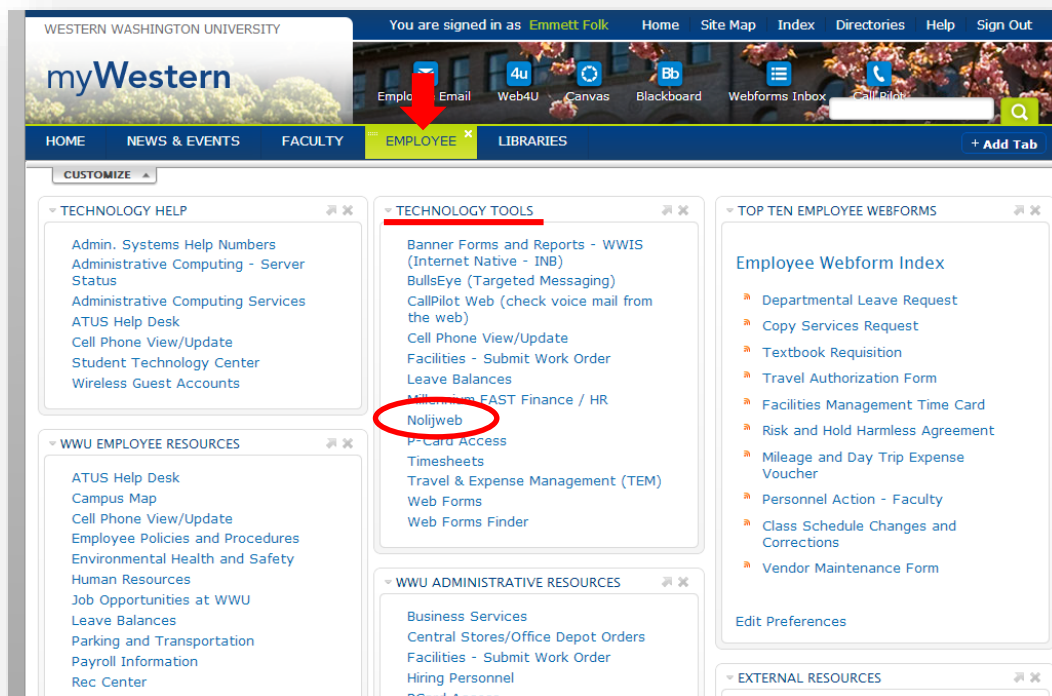 WESTERN WASHINGTON UNIVERSITY
You are signed in as Emmett Folk
Home
Site Map
Index
Directories
Help
Sign Out
myWestern
4u
Bb
Employee Email
Web4U
Canvas
Blackboard
Webforms Inbox
Call Pilot
HOME
NEWS & EVENTS
FACULTY
EMPLOYEE
LIBRARIES
+ Add Tab
CUSTOMIZE
TECHNOLOGY HELP
Admin. Systems Help Numbers
Administrative Computing - Server
Status
Administrative Computing Services
ATUS Help Desk
Cell Phone View/Update
Student Technology Center
Wireless Guest Accounts
WWU EMPLOYEE RESOURCES
ATUS Help Desk
Campus Map
Cell Phone View/Update
Employee Policies and Procedures
Environmental Health and Safety
Human Resources
Job Opportunities at WWU
Leave Balances
Parking and Transportation
Payroll Information
Rec Center
TECHNOLOGY TOOLS
Banner Forms and Reports - WWIS
(Internet Native - INB)
BullsEye (Targeted Messaging)
CallPilot Web (check voice mail from
the web)
Cell Phone View/Update
Facilities - Submit Work Order
Leave Balances
Millennium FAST Finance / HR
Nolijweb
P-Card Access
Timesheets
Travel & Expense Management (TEM)
Web Forms
Web Forms Finder
WWU ADMINISTRATIVE RESOURCES
Business Services
Central Stores/Office Depot Orders
Facilities - Submit Work Order
Hiring Personnel
PCard Access
TOP TEN EMPLOYEE WEBFORMS
Employee Webform Index
Departmental Leave Request
Copy Services Request
Textbook Requisition
Travel Authorization Form
Facilities Management Time Card
Risk and Hold Harmless Agreement
Mileage and Day Trip Expense
Voucher
Personnel Action - Faculty
Class Schedule Changes and
Corrections
Vendor Maintenance Form
Edit Preferences
EXTERNAL RESOURCES